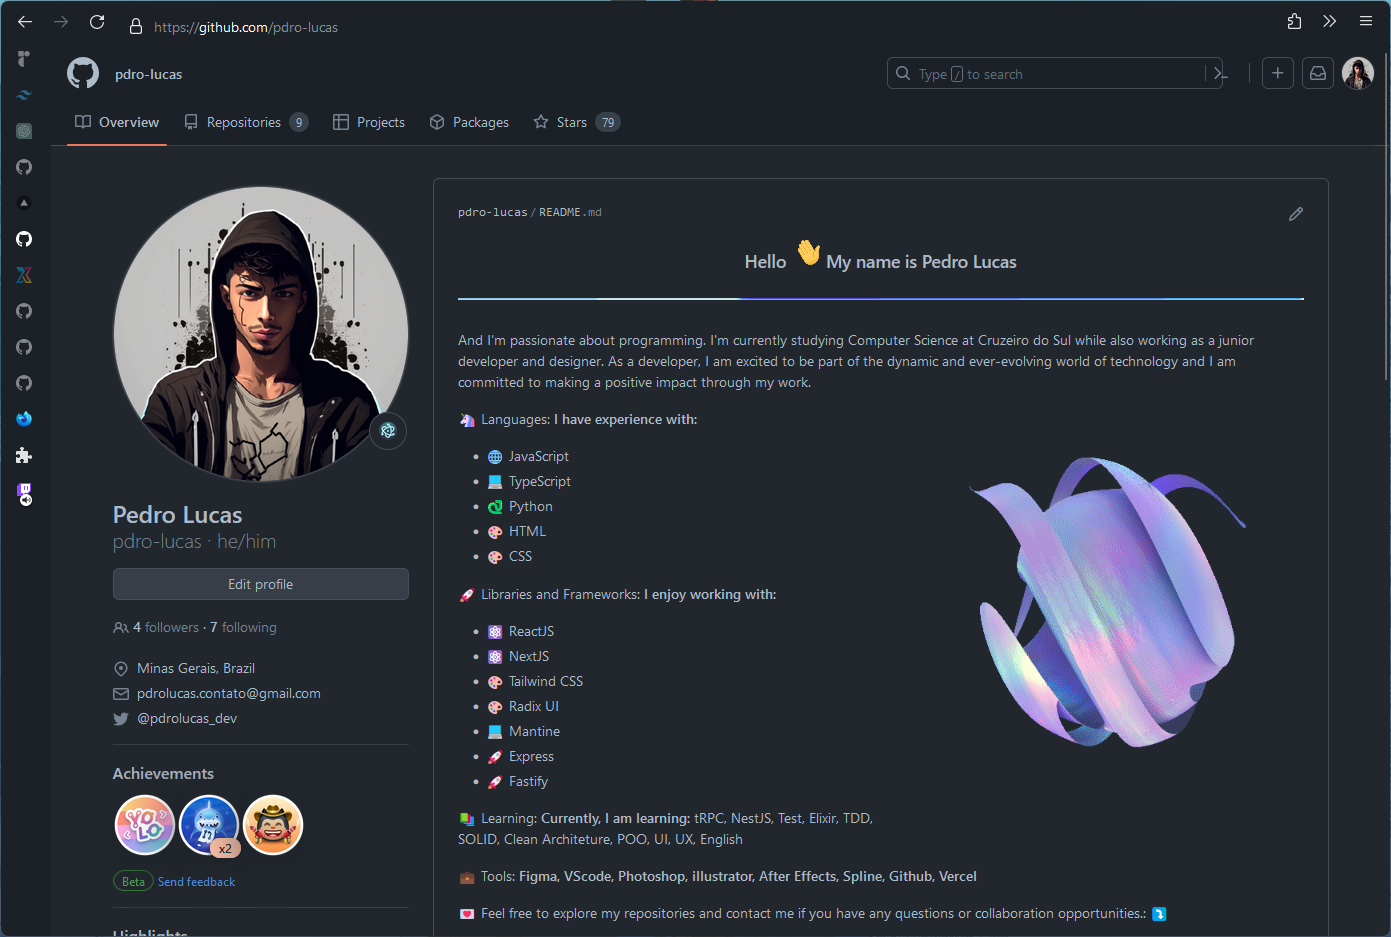 https://github.com/pdro-lucas
pdro-lucas
Type / to search
Overview
Repositories 9
Projects
Packages
Stars 79
pdro-lucas/README.md
Hello 👋 My name is Pedro Lucas
And I'm passionate about programming. I'm currently studying Computer Science at Cruzeiro do Sul while also working as a junior
developer and designer. As a developer, I am excited to be part of the dynamic and ever-evolving world of technology and I am
committed to making a positive impact through my work.
🦄 Languages: I have experience with:
• 🌐 JavaScript
• 💻 TypeScript
• 🐉 Python
• 🎨 HTML
• 🎨 CSS
🚀 Libraries and Frameworks: I enjoy working with:
• ⚛️ ReactJS
• ⚛️ NextJS
• 🎨 Tailwind CSS
• 🎨 Radix UI
• 💻 Mantine
• 🚀 Express
• 🚀 Fastify
📚 Learning: Currently, I am learning: tRPC, NestJS, Test, Elixir, TDD,
SOLID, Clean Architeture, POO, UI, UX, English
💼 Tools: Figma, VScode, Photoshop, illustrator, After Effects, Spline, Github, Vercel
💌 Feel free to explore my repositories and contact me if you have any questions or collaboration opportunities.: ⤵️
Pedro Lucas
pdro-lucas · he/him
Edit profile
4 followers · 7 following
Minas Gerais, Brazil
pdrolucas.contato@gmail.com
@pdrolucas_dev
Achievements
YOLO
x2
Beta Send feedback
Highlights